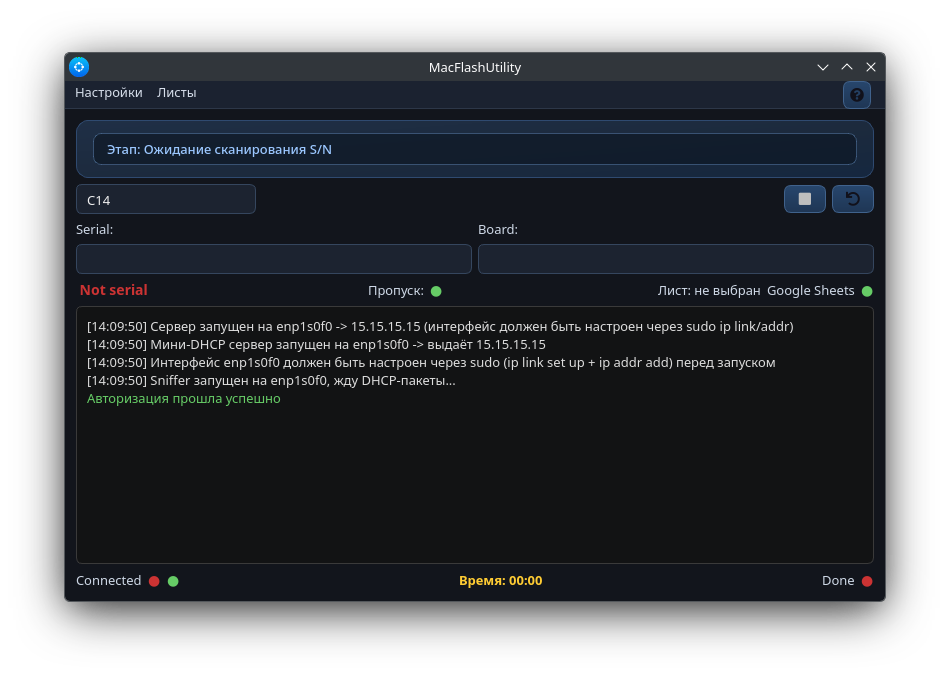 MacFlashUtility
Настройки Листы
?
Этап: Ожидание сканирования S/N
C14
Serial: Board:
Not serial Пропуск: Лист: не выбран Google Sheets
[14:09:50] Сервер запущен на enp1s0f0 -> 15.15.15.15 (интерфейс должен быть настроен через sudo ip link/addr)
[14:09:50] Мини-DHCP сервер запущен на enp1s0f0 -> выдаёт 15.15.15.15
[14:09:50] Интерфейс enp1s0f0 должен быть настроен через sudo (ip link set up + ip addr add) перед запуском
[14:09:50] Sniffer запущен на enp1s0f0, жду DHCP-пакеты...
Авторизация прошла успешно
Connected Время: 00:00 Done